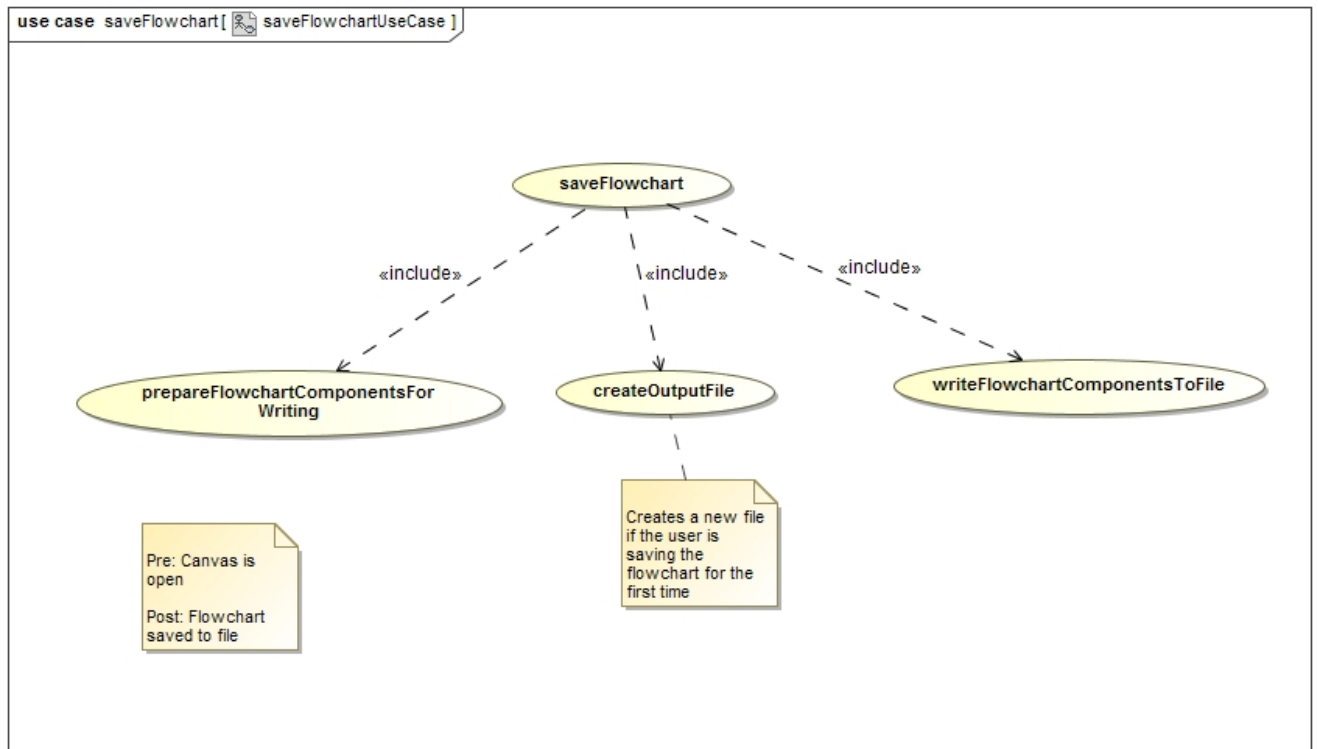 use case saveFlowchart[ saveFlowchartUseCase ]
saveFlowchart
«include»
«include»
«include»
prepareFlowchartComponentsFor
Writing
createOutputFile
writeFlowchartComponentsToFile
Creates a new file
if the user is
saving the
flowchart for the
first time
Pre: Canvas is
open
Post: Flowchart
saved to file